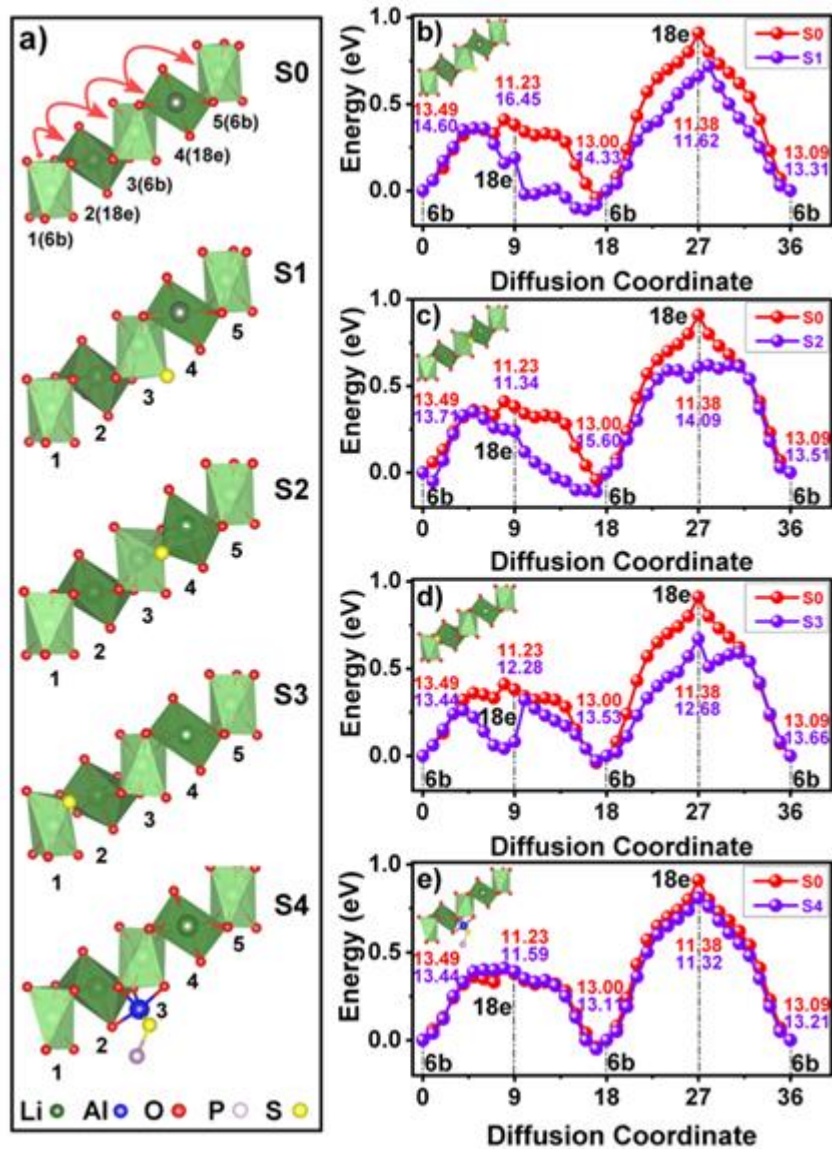 a)
S0
5(6b)
4(18e)
3(6b)
2(18e)
1(6b)
S1
5
4
3
2
1
S2
5
4
3
2
1
S3
5
4
3
2
1
S4
5
4
3
2
1
Li Al O P S
b)
1.0
0.5
0.0
Energy (eV)
S0
S1
18e
13.49
14.60
11.23
16.45
18e
13.00
14.33
11.38
11.62
13.09
13.31
6b
6b
6b
0 9 18 27 36
Diffusion Coordinate
c)
1.0
0.5
0.0
Energy (eV)
S0
S2
18e
13.49
13.71
11.23
11.34
18e
13.00
15.60
11.38
14.09
13.09
13.51
6b
6b
6b
0 9 18 27 36
Diffusion Coordinate
d)
1.0
0.5
0.0
Energy (eV)
S0
S3
18e
13.49
13.44
11.23
12.28
18e
13.00
13.53
11.38
12.68
13.09
13.66
6b
6b
6b
0 9 18 27 36
Diffusion Coordinate
e)
1.0
0.5
0.0
Energy (eV)
S0
S4
18e
13.49
13.44
11.23
11.59
18e
13.00
13.11
11.38
11.32
13.09
13.21
6b
6b
6b
0 9 18 27 36
Diffusion Coordinate